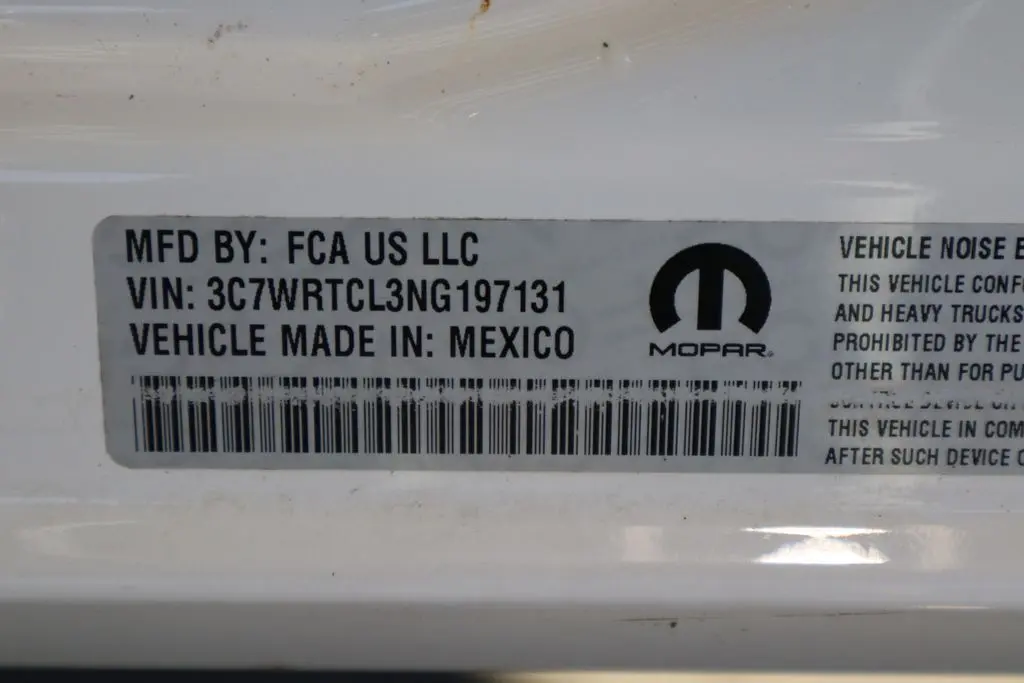 MFD BY: FCA US LLC
VIN: 3C7WRTCL3NG197131
VEHICLE MADE IN: MEXICO
MOPAR®
VEHICLE NOISE E
THIS VEHICLE CONF
AND HEAVY TRUCKS
PROHIBITED BY THE
OTHER THAN FOR PU
THIS VEHICLE IN COM
AFTER SUCH DEVICE O